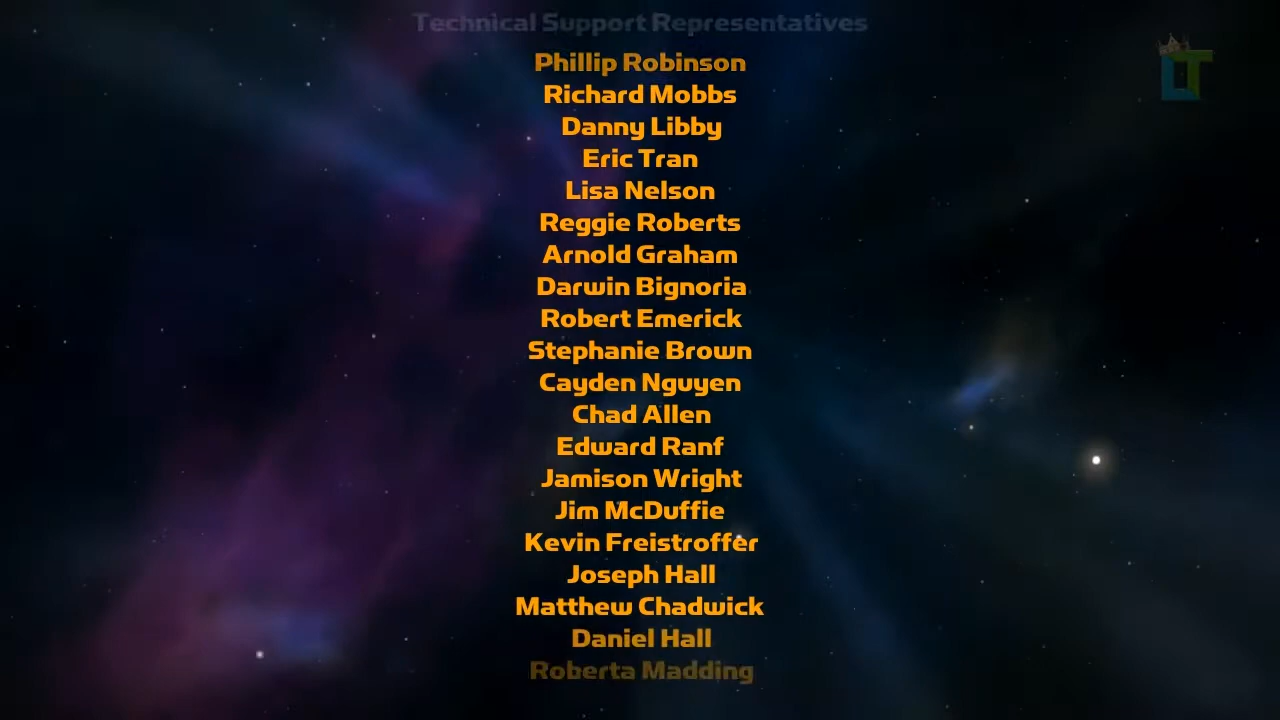 Technical Support Representatives
Phillip Robinson
Richard Mobbs
Danny Libby
Eric Tran
Lisa Nelson
Reggie Roberts
Arnold Graham
Darwin Bignoria
Robert Emerick
Stephanie Brown
Cayden Nguyen
Chad Allen
Edward Ranf
Jamison Wright
Jim McDuffie
Kevin Freistroffer
Joseph Hall
Matthew Chadwick
Daniel Hall
Roberta Madding
LT